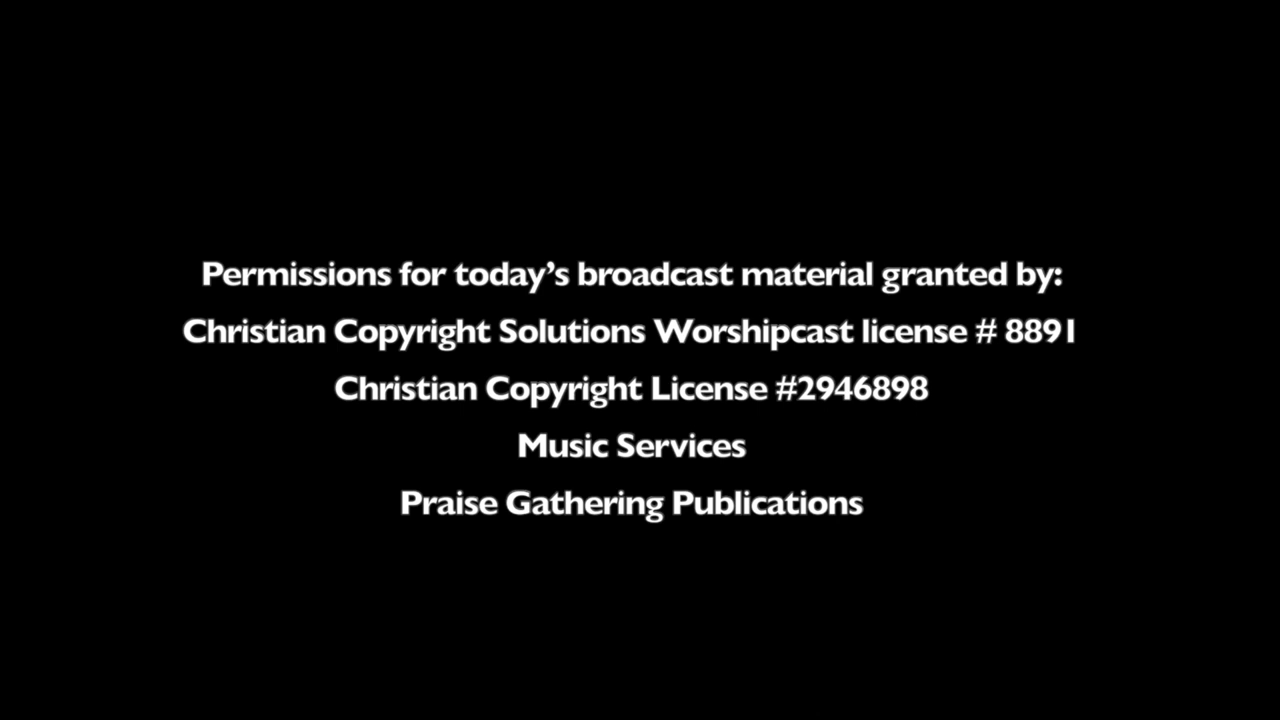 Permissions for today’s broadcast material granted by:
Christian Copyright Solutions Worshipcast license # 8891
Christian Copyright License #2946898
Music Services
Praise Gathering Publications